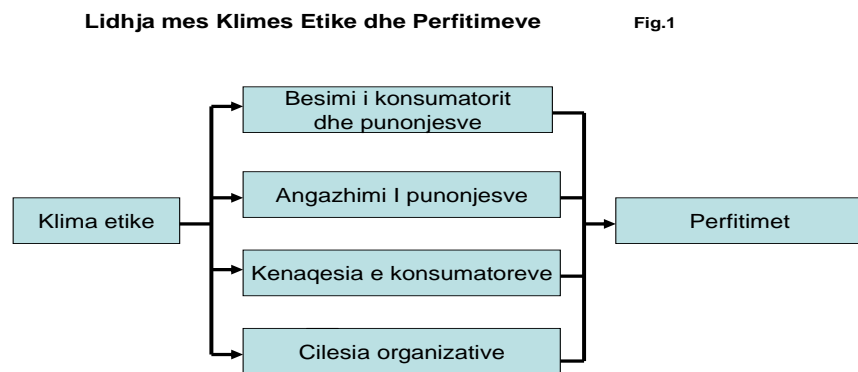 Lidhja mes Klimes Etike dhe Perfitimeve Fig.1
Besimi i konsumatorit
dhe punonjesve
Angazhimi I punonjesve
Klima etike
Perfitimet
Kenaqesia e konsumatoreve
Cilesia organizative